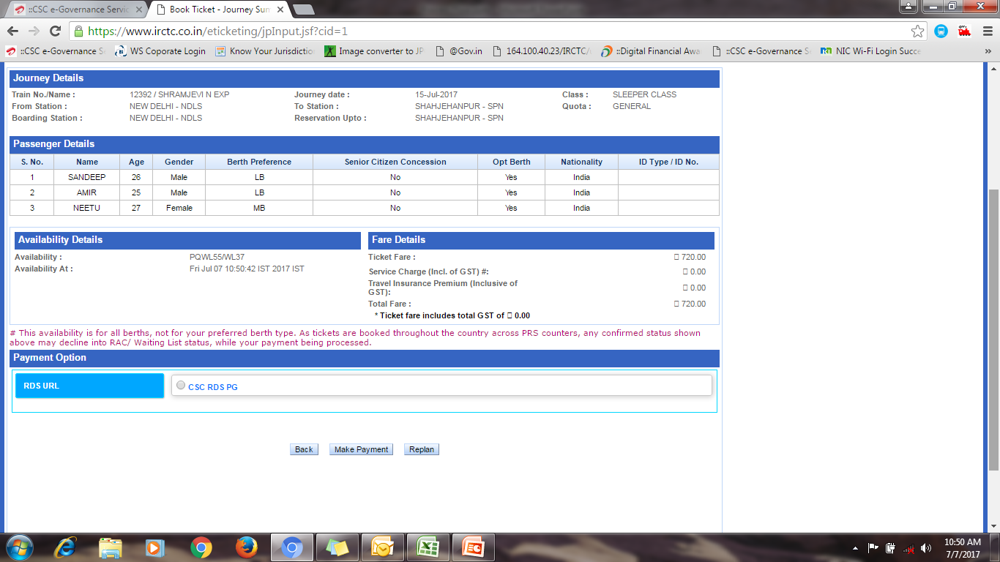 ::CSC e-Governance Servic
Book Ticket - Journey Sum
https://www.irctc.co.in/eticketing/jpInput.jsf?cid=1
::CSC e-Governance Se
WS Coporate Login
Know Your Jurisdiction
Image converter to JP
@Gov.in
164.100.40.23/IRCTC/
::Digital Financial Awa
::CSC e-Governance Se
NIC Wi-Fi Login Succe
»
Journey Details
Train No./Name : 12392 / SHRAMJEVI N EXP Journey date : 15-Jul-2017 Class : SLEEPER CLASS
From Station : NEW DELHI - NDLS To Station : SHAHJEHANPUR - SPN Quota : GENERAL
Boarding Station : NEW DELHI - NDLS Reservation Upto : SHAHJEHANPUR - SPN
Passenger Details
S. No. Name Age Gender Berth Preference Senior Citizen Concession Opt Berth Nationality ID Type / ID No.
1 SANDEEP 26 Male LB No Yes India
2 AMIR 25 Male LB No Yes India
3 NEETU 27 Female MB No Yes India
Availability Details
Availability : PQWL55/WL37
Availability At : Fri Jul 07 10:50:42 IST 2017 IST
Fare Details
Ticket Fare : 720.00
Service Charge (Incl. of GST) #: 0.00
Travel Insurance Premium (Inclusive of
GST): 0.00
Total Fare : 720.00
* Ticket fare includes total GST of 0.00
# This availability is for all berths, not for your preferred berth type. As tickets are booked throughout the country across PRS counters, any confirmed status shown
above may decline into RAC/ Waiting List status, while your payment being processed.
Payment Option
RDS URL
CSC RDS PG
Back Make Payment Replan
10:50 AM
7/7/2017